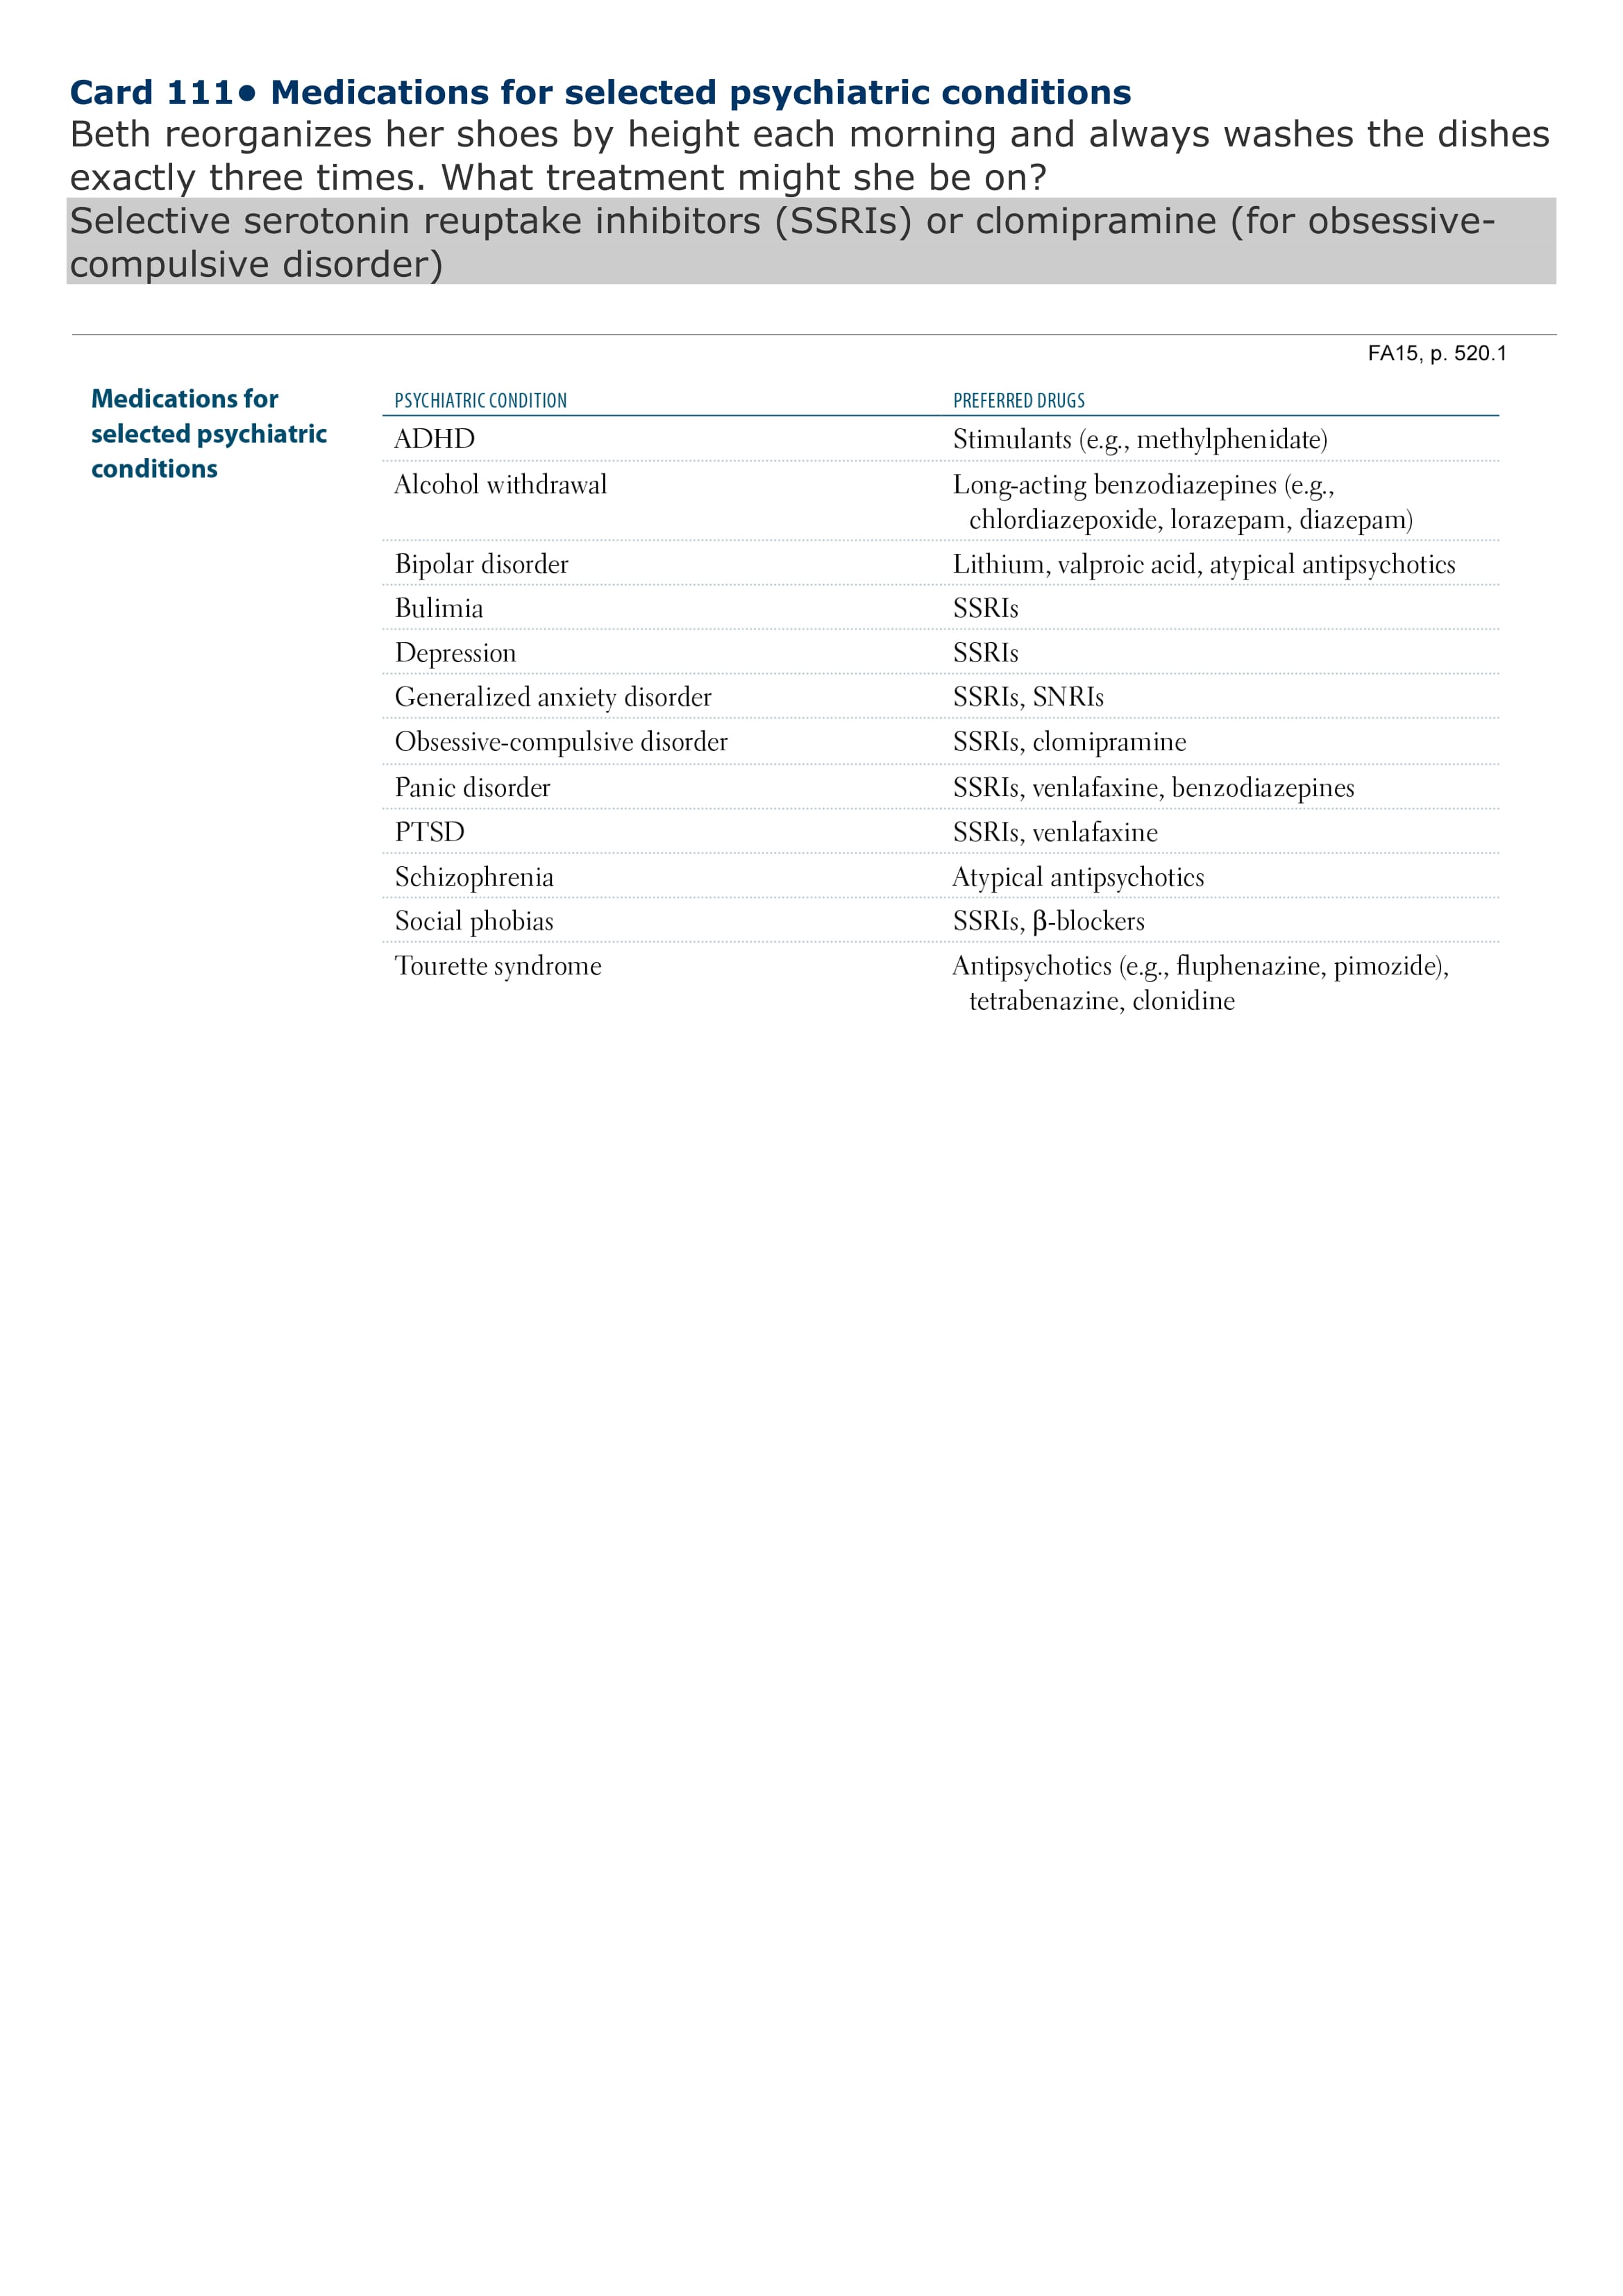 Card 111• Medications for selected psychiatric conditions
Beth reorganizes her shoes by height each morning and always washes the dishes
exactly three times. What treatment might she be on?
Selective serotonin reuptake inhibitors (SSRIs) or clomipramine (for obsessive-
compulsive disorder)
FA15, p. 520.1
Medications for
selected psychiatric
conditions
PSYCHIATRIC CONDITION PREFERRED DRUGS
ADHD Stimulants (e.g., methylphenidate)
Alcohol withdrawal Long-acting benzodiazepines (e.g.,
chlordiazepoxide, lorazepam, diazepam)
Bipolar disorder Lithium, valproic acid, atypical antipsychotics
Bulimia SSRIs
Depression SSRIs
Generalized anxiety disorder SSRIs, SNRIs
Obsessive-compulsive disorder SSRIs, clomipramine
Panic disorder SSRIs, venlafaxine, benzodiazepines
PTSD SSRIs, venlafaxine
Schizophrenia Atypical antipsychotics
Social phobias SSRIs, β-blockers
Tourette syndrome Antipsychotics (e.g., fluphenazine, pimozide),
tetrabenazine, clonidine